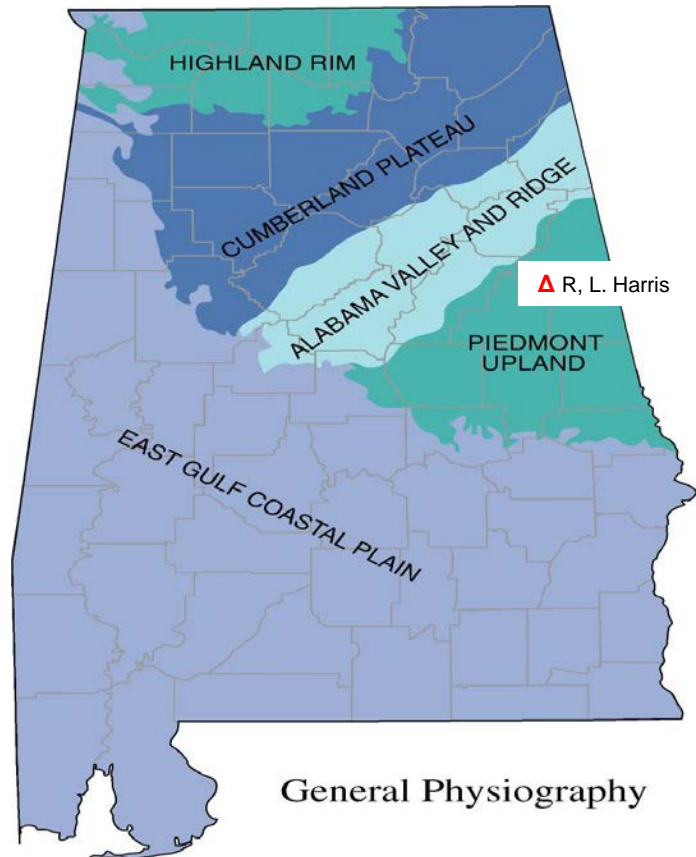 HIGHLAND RIM
CUMBERLAND PLATEAU
ALABAMA VALLEY AND RIDGE
Δ R, L. Harris
PIEDMONT
UPLAND
EAST GULF COASTAL PLAIN
General Physiography